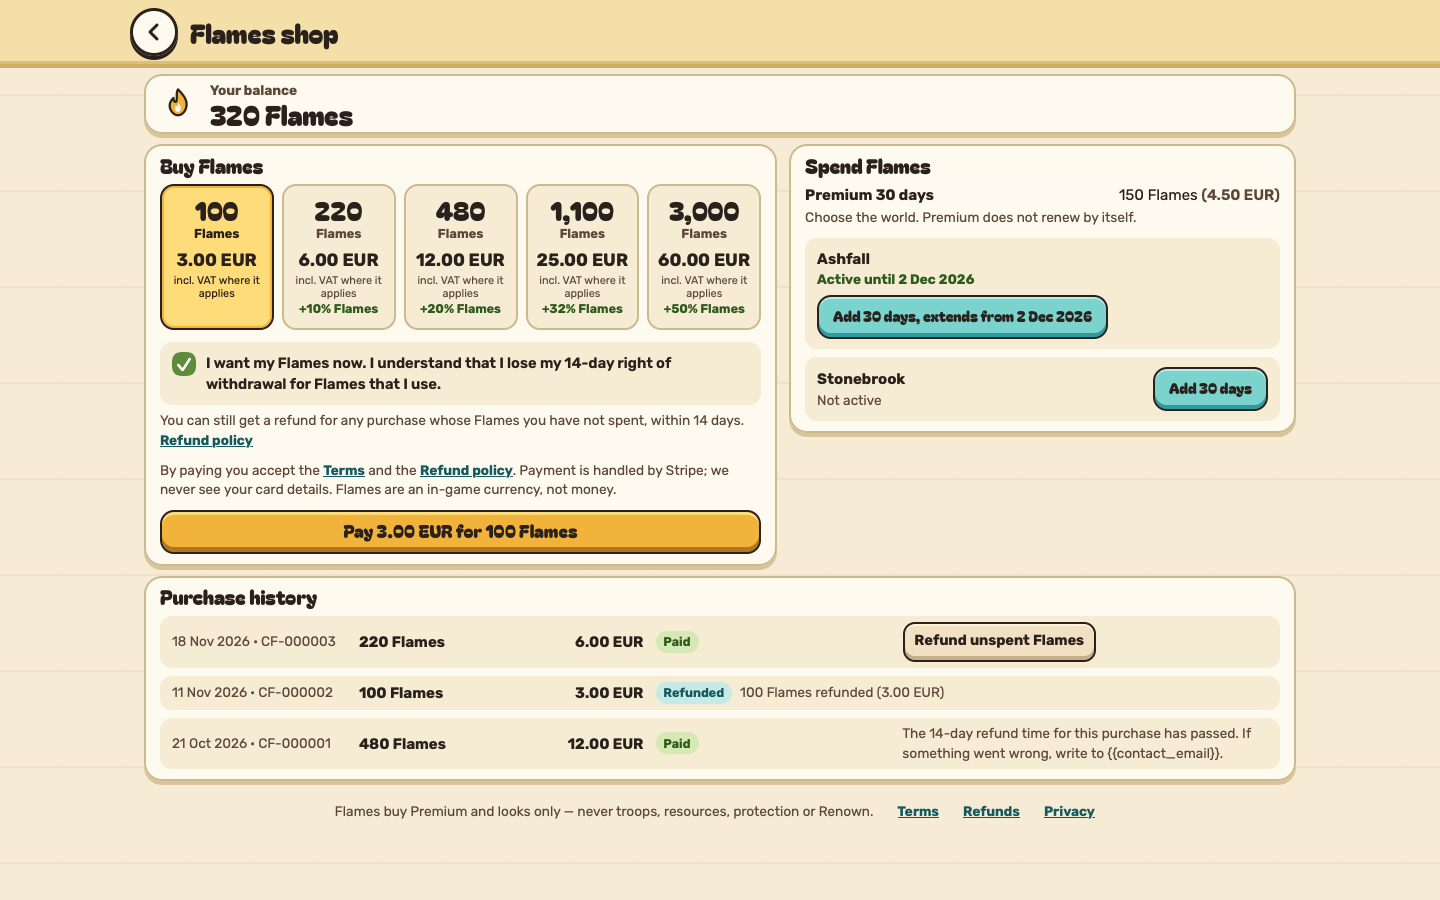 Flames shop
Your balance
320 Flames
Buy Flames
100
Flames
3.00 EUR
incl. VAT where it
applies
220
Flames
6.00 EUR
incl. VAT where it
applies
+10% Flames
480
Flames
12.00 EUR
incl. VAT where it
applies
+20% Flames
1,100
Flames
25.00 EUR
incl. VAT where it
applies
+32% Flames
3,000
Flames
60.00 EUR
incl. VAT where it
applies
+50% Flames
I want my Flames now. I understand that I lose my 14-day right of
withdrawal for Flames that I use.
You can still get a refund for any purchase whose Flames you have not spent, within 14 days.
Refund policy
By paying you accept the Terms and the Refund policy. Payment is handled by Stripe; we
never see your card details. Flames are an in-game currency, not money.
Pay 3.00 EUR for 100 Flames
Spend Flames
Premium 30 days 150 Flames (4.50 EUR)
Choose the world. Premium does not renew by itself.
Ashfall
Active until 2 Dec 2026
Add 30 days, extends from 2 Dec 2026
Stonebrook
Not active
Add 30 days
Purchase history
18 Nov 2026 • CF-000003 220 Flames 6.00 EUR Paid Refund unspent Flames
11 Nov 2026 • CF-000002 100 Flames 3.00 EUR Refunded 100 Flames refunded (3.00 EUR)
21 Oct 2026 • CF-000001 480 Flames 12.00 EUR Paid The 14-day refund time for this purchase has passed. If
something went wrong, write to {{contact_email}}.
Flames buy Premium and looks only — never troops, resources, protection or Renown. Terms Refunds Privacy